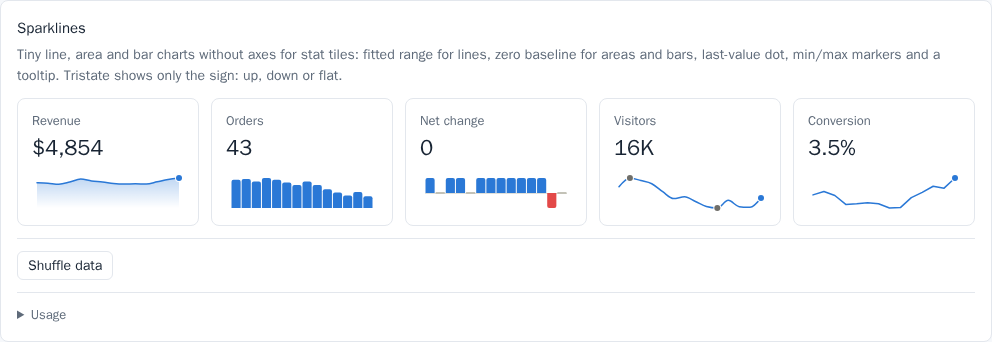 Sparklines
Tiny line, area and bar charts without axes for stat tiles: fitted range for lines, zero baseline for areas and bars, last-value dot, min/max markers and a
tooltip. Tristate shows only the sign: up, down or flat.
Revenue
$4,854
Orders
43
Net change
0
Visitors
16K
Conversion
3.5%
Shuffle data
Usage